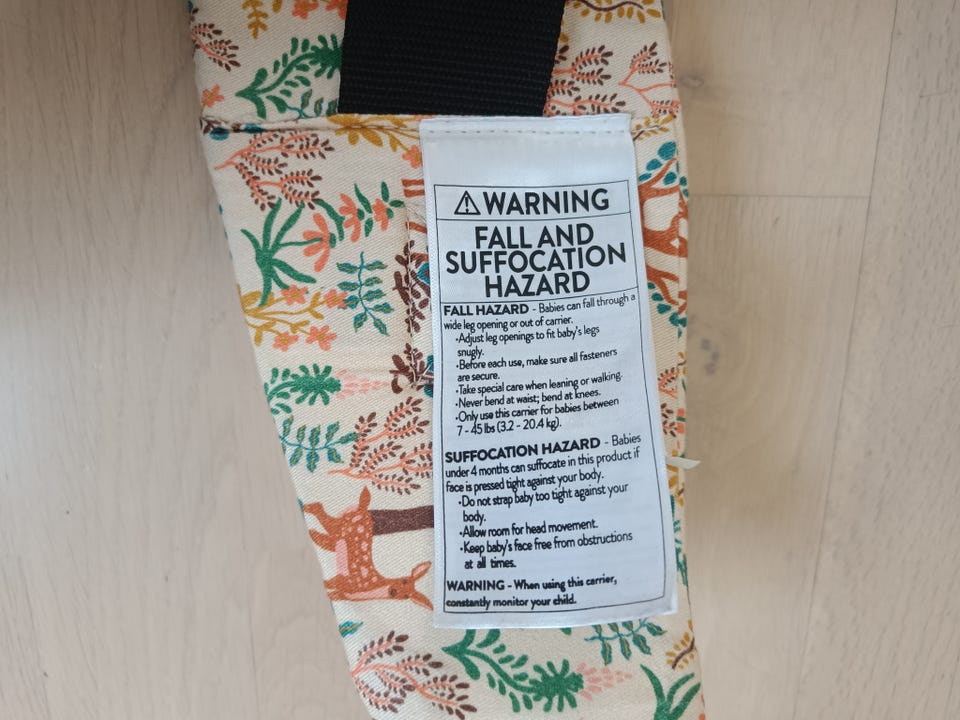 ⚠ WARNING
FALL AND
SUFFOCATION
HAZARD
FALL HAZARD - Babies can fall through a
wide leg opening or out of carrier.
•Adjust leg openings to fit baby's legs
snugly.
•Before each use, make sure all fasteners
are secure.
•Take special care when leaning or walking.
•Never bend at waist; bend at knees.
•Only use this carrier for babies between
7 - 45 lbs (3.2 - 20.4 kg).
SUFFOCATION HAZARD - Babies
under 4 months can suffocate in this product if
face is pressed tight against your body.
•Do not strap baby too tight against your
body.
•Allow room for head movement.
•Keep baby's face free from obstructions
at all times.
WARNING - When using this carrier,
constantly monitor your child.